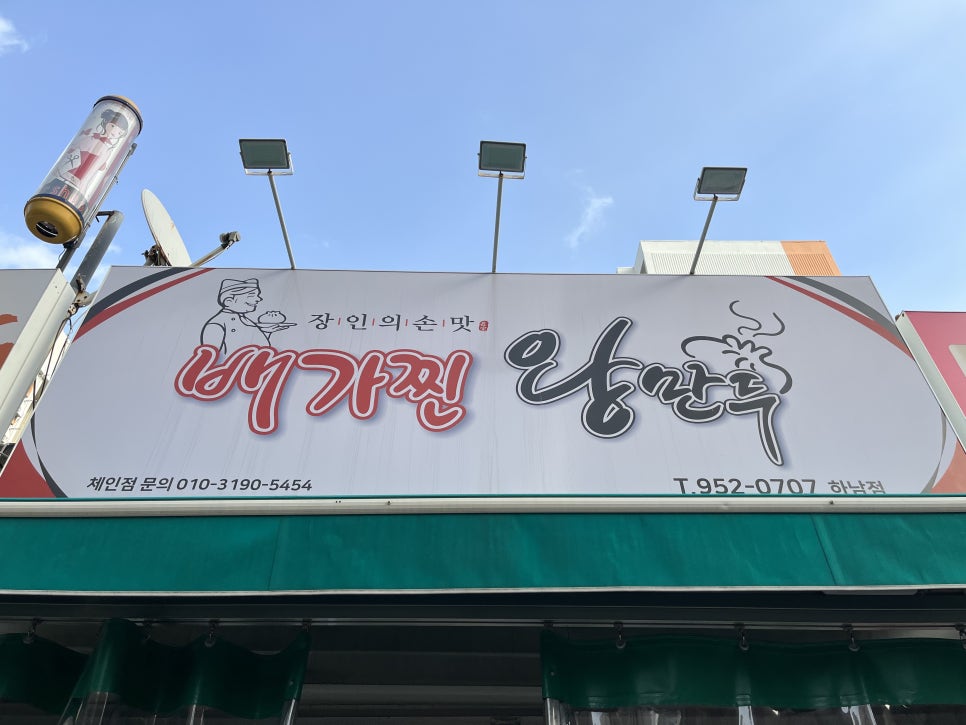 장인의손맛
배가찐 왕만두
체인점 문의 010-3190-5454
T.952-0707 하남점